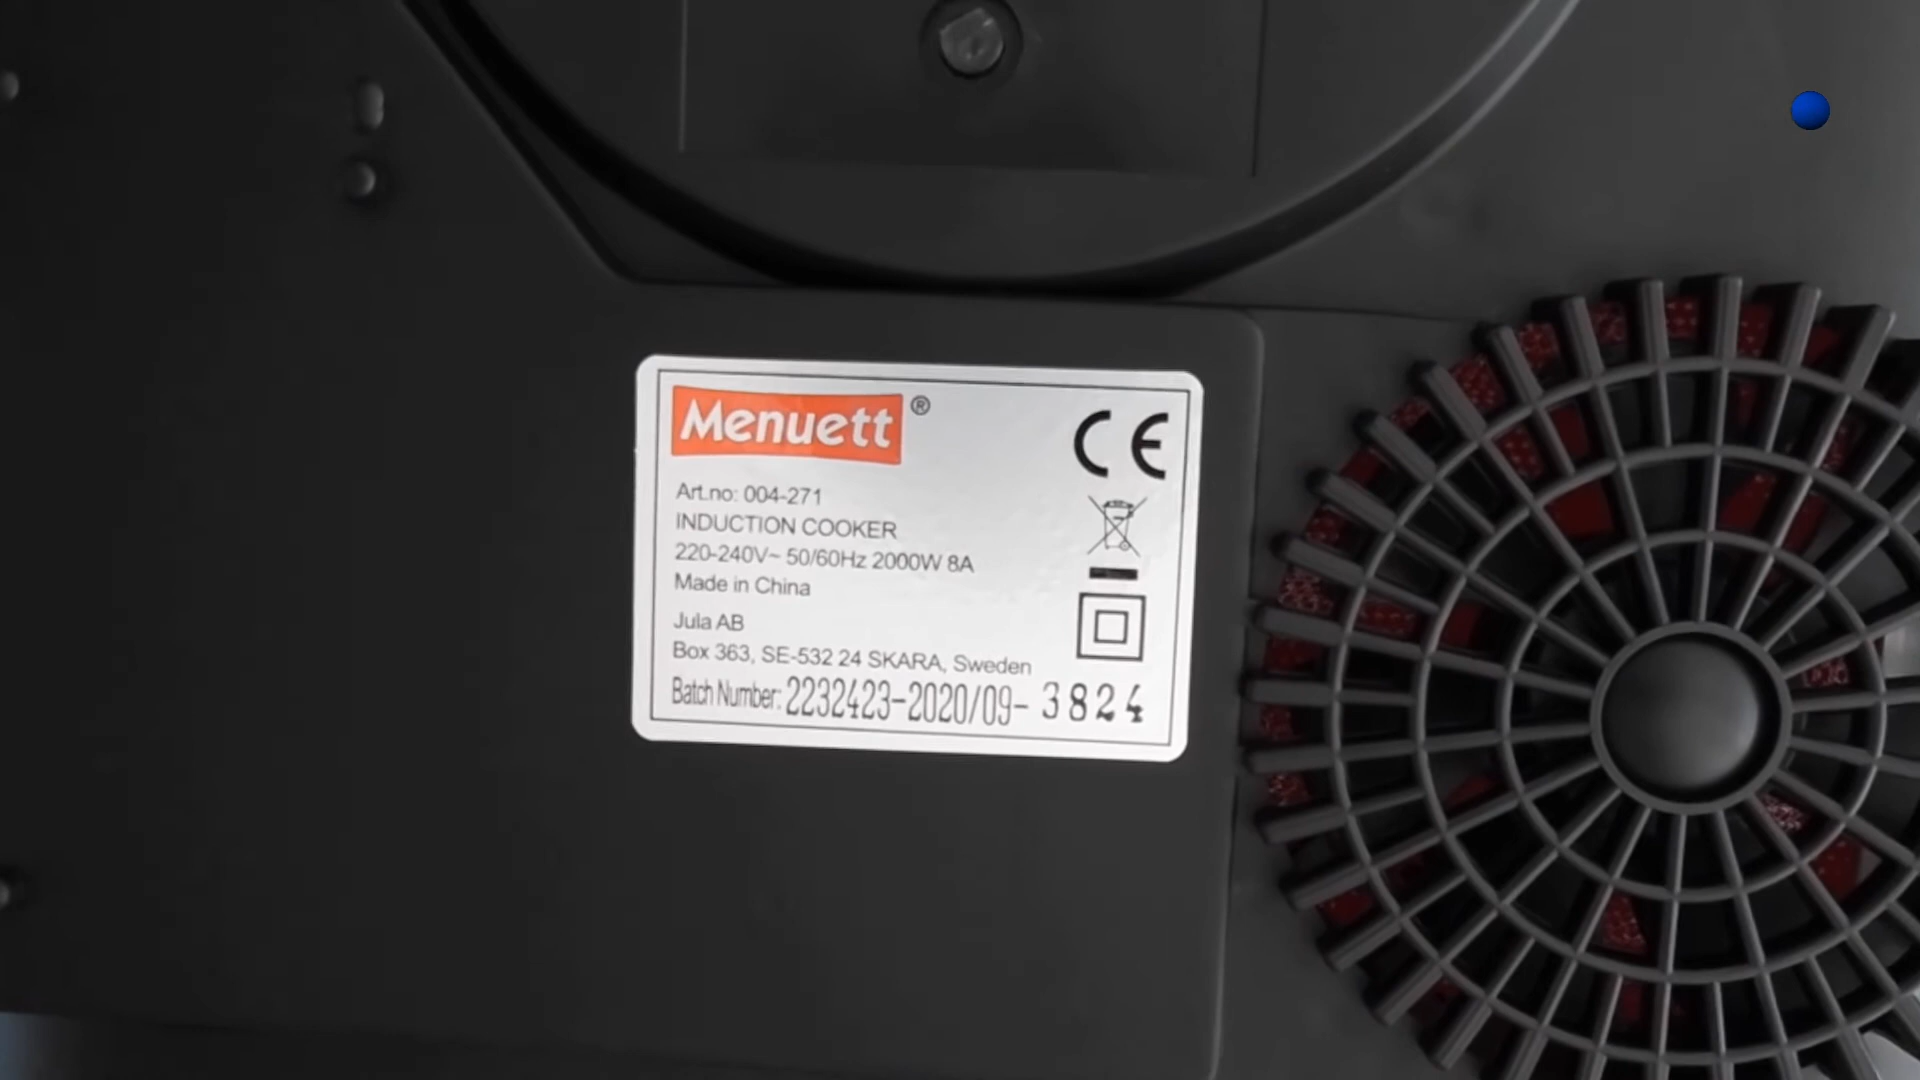 Menuett®
CE
Art.no: 004-271
INDUCTION COOKER
220-240V~ 50/60Hz 2000W 8A
Made in China
Jula AB
Box 363, SE-532 24 SKARA, Sweden
Batch Number: 2232423-2020/09- 3824